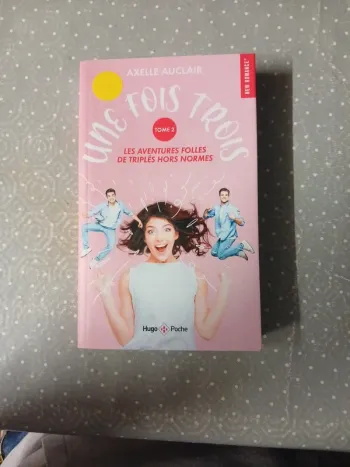 AXELLE AUCLAIR
NEW ROMANCE
UNE FOIS TROIS
TOME 2
LES AVENTURES FOLLES
DE TRIPLÉS HORS NORMES
Hugo Poche